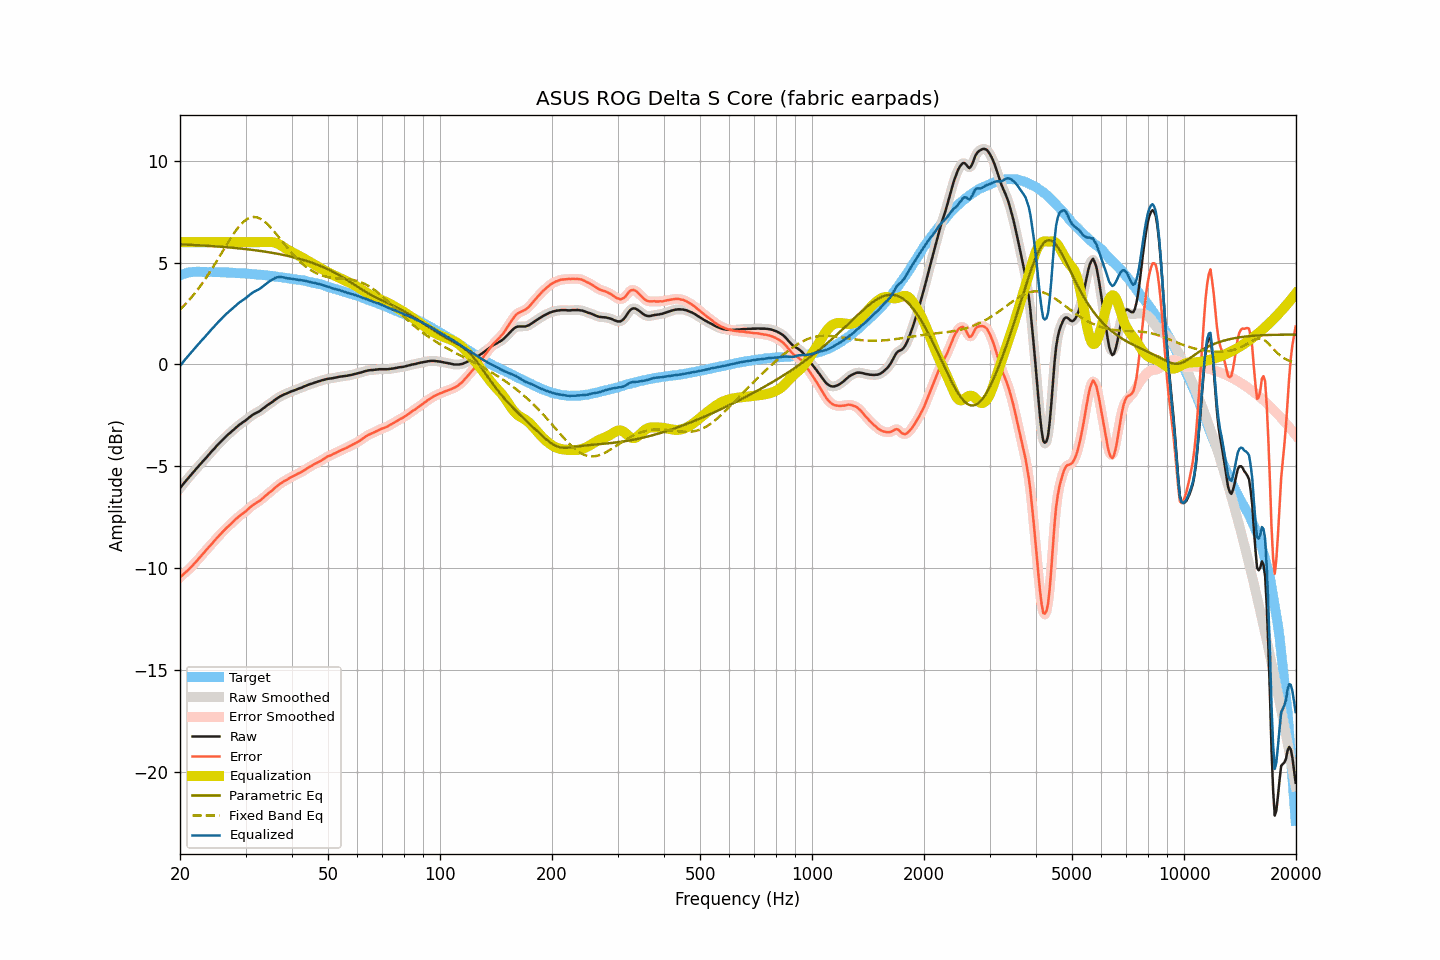 ASUS ROG Delta S Core (fabric earpads)
Amplitude (dBr)
10
5
0
−5
−10
−15
−20
Target
Raw Smoothed
Error Smoothed
Raw
Error
Equalization
Parametric Eq
Fixed Band Eq
Equalized
20 50 100 200 500 1000 2000 5000 10000 20000
Frequency (Hz)